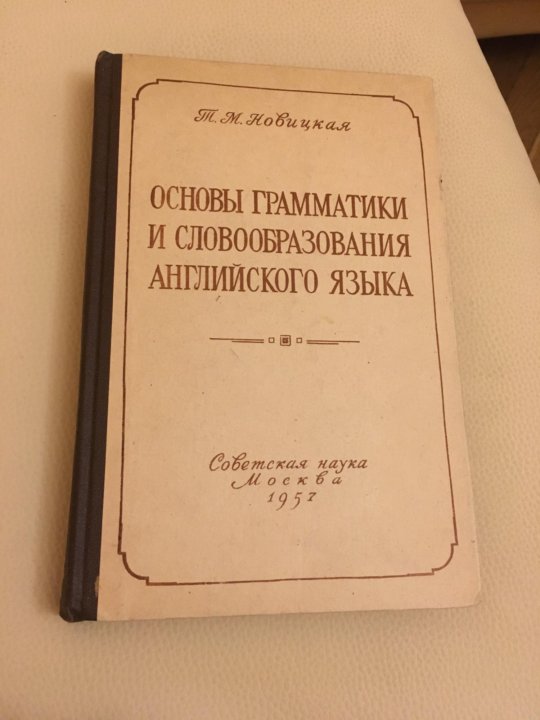 Т. М. Новицкая
ОСНОВЫ ГРАММАТИКИ
И СЛОВООБРАЗОВАНИЯ
АНГЛИЙСКОГО ЯЗЫКА
Советская наука
Москва
1957